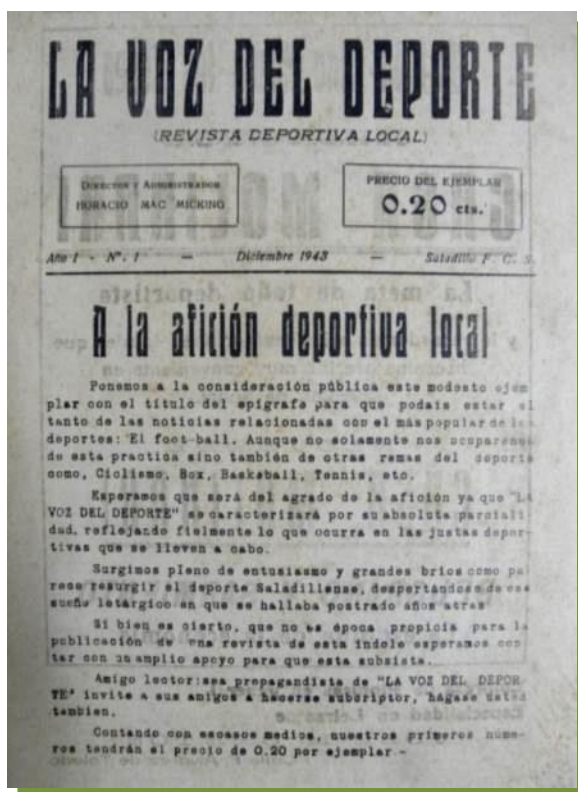 LA VOZ DEL DEPORTE
(REVISTA DEPORTIVA LOCAL)
DIRECTOR Y ADMINISTRADOR
HORACIO MAC MICKING
PRECIO DEL EJEMPLAR
0.20 cts.
Año I - Nº. 1 — Diciembre 1943 — Saladillo F. C. S.
A la afición deportiva local
Ponemos a la consideración pública este modesto ejem
plar con el título del epígrafe para que podais estar al
tanto de las noticias relacionadas con el más popular de los
deportes: El foot-ball. Aunque no solamente nos ocuparemos
de esta practica sino también de otras ramas del deporte
como, Ciclismo, Box, Basksball, Tennis, etc.
Esperamos que será del agrado de la afición ya que "LA
VOZ DEL DEPORTE" se caracterizará por su absoluta parciali-
dad, reflejando fielmente lo que ocurra en las justas depor-
tivas que se lleven a cabo.
Surgimos pleno de entusiasmo y grandes brios como pa
rece resurgir el deporte Saladillense, despertándose de ese
sueño letárgico en que se hallaba postrado años atras
Si bien es cierto, que no es época propicia para la
publicación de una revista de esta indole esperamos con
tar con un amplio apoyo para que esta subsista.
Amigo lector: sea propagandista de "LA VOZ DEL DEPOR
TE" invite a sus amigos a hacerse subcriptor, hágase usted
tambien.
Contando con escasos medios, nuestros primeros núme-
ros tendrán el precio de 0.20 por ejemplar.-